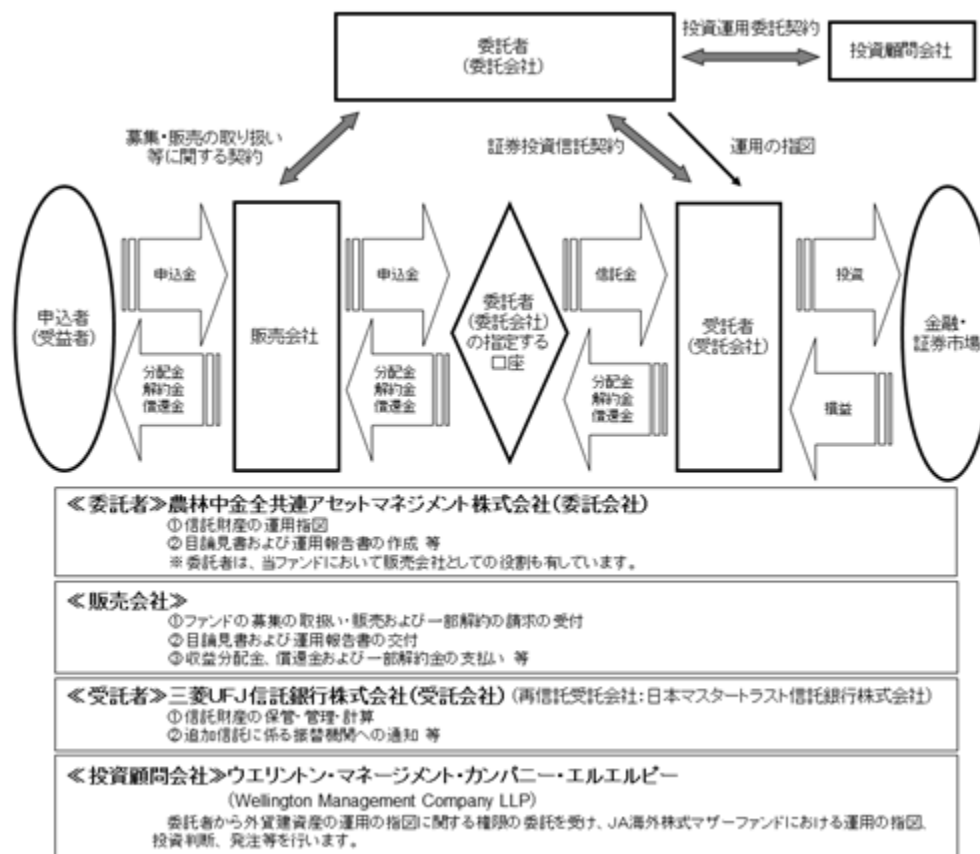 委託者
(委託会社)
投資運用委託契約
投資顧問会社
募集・販売の取り扱い
等に関する契約
証券投資信託契約
運用の指図
申込者
(受益者)
申込金
分配金
解約金
償還金
販売会社
申込金
分配金
解約金
償還金
委託者
(委託会社)
の指定する
口座
信託金
分配金
解約金
償還金
受託者
(受託会社)
投資
損益
金融・
証券市場
≪委託者≫農林中金全共連アセットマネジメント株式会社(委託会社)
①信託財産の運用指図
②目論見書および運用報告書の作成 等
※委託者は、当ファンドにおいて販売会社としての役割も有しています。
≪販売会社≫
①ファンドの募集の取扱い・販売および一部解約の請求の受付
②目論見書および運用報告書の交付
③収益分配金、償還金および一部解約金の支払い 等
≪受託者≫三菱UFJ信託銀行株式会社(受託会社) (再信託受託会社:日本マスタートラスト信託銀行株式会社)
①信託財産の保管・管理・計算
②追加信託に係る振替機関への通知 等
≪投資顧問会社≫ウエリントン・マネージメント・カンパニー・エルエルピー
(Wellington Management Company LLP)
委託者から外貨建資産の運用の指図に関する権限の委託を受け、JA海外株式マザーファンドにおける運用の指図、
投資判断、発注等を行います。